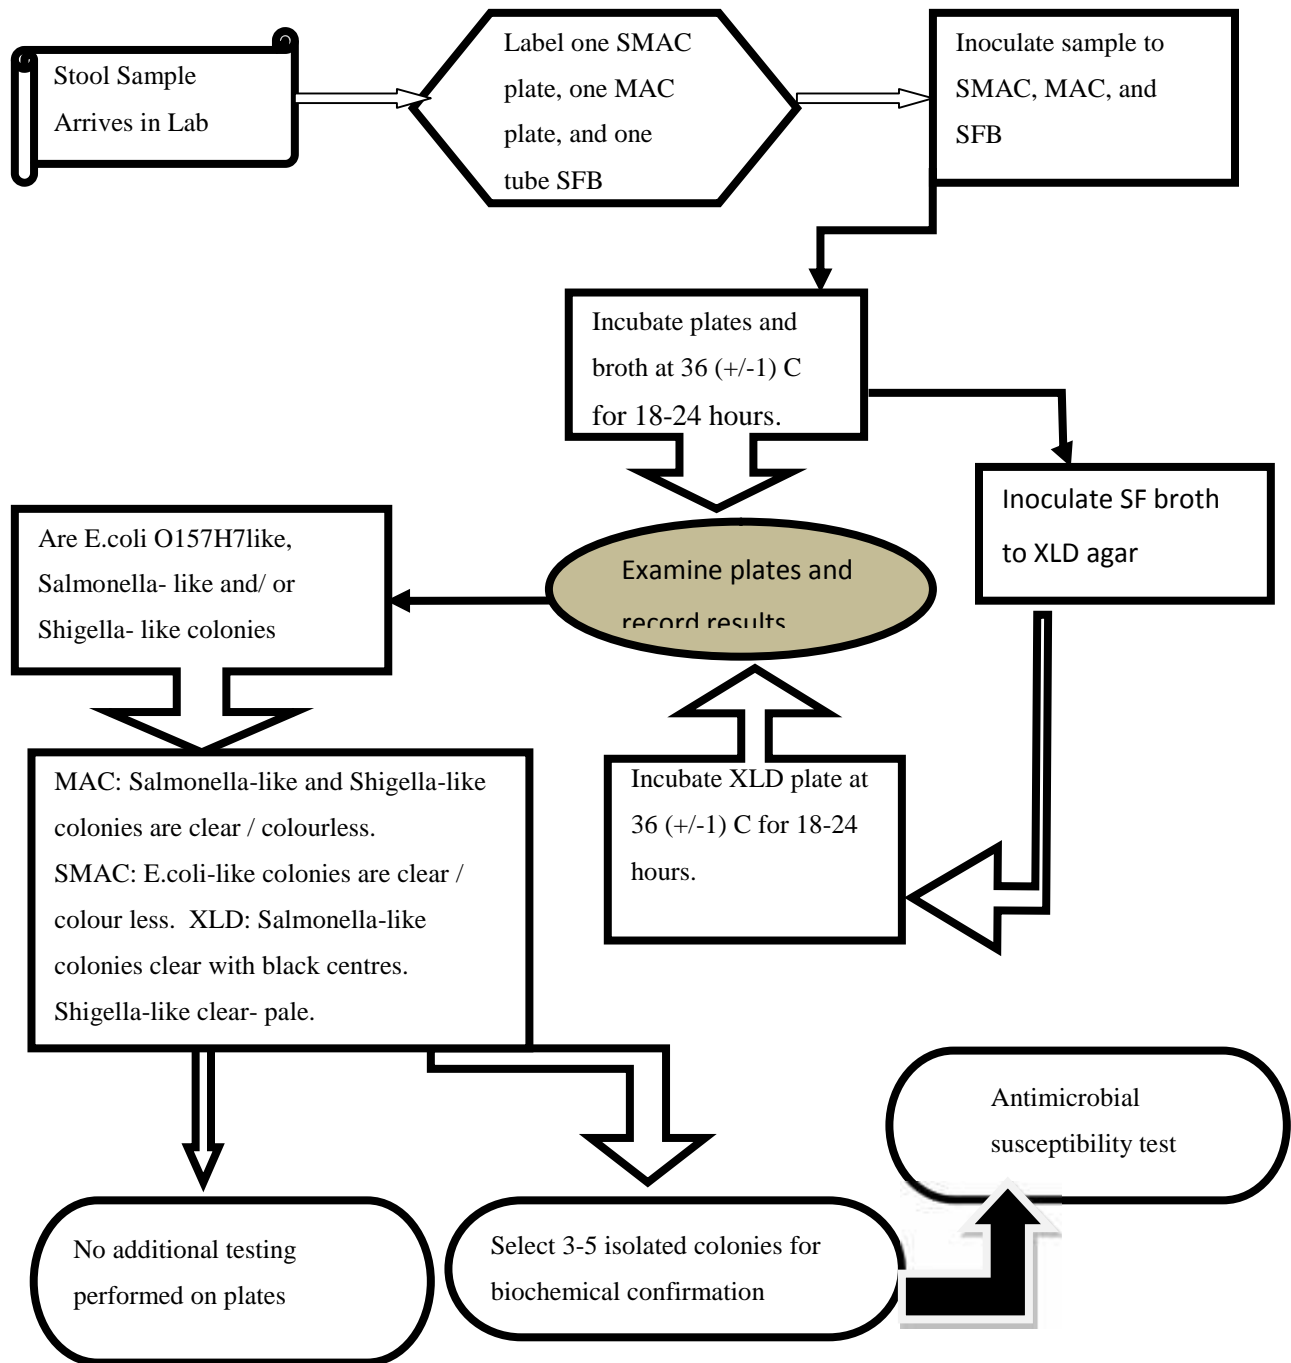 Stool Sample
Arrives in Lab
Label one SMAC
plate, one MAC
plate, and one
tube SFB
Inoculate sample to
SMAC, MAC, and
SFB
Incubate plates and
broth at 36 (+/-1) C
for 18-24 hours.
Inoculate SF broth
to XLD agar
Examine plates and
record results
Are E.coli O157H7like,
Salmonella- like and/ or
Shigella- like colonies
Incubate XLD plate at
36 (+/-1) C for 18-24
hours.
MAC: Salmonella-like and Shigella-like
colonies are clear / colourless.
SMAC: E.coli-like colonies are clear /
colour less.  XLD: Salmonella-like
colonies clear with black centres.
Shigella-like clear- pale.
Antimicrobial
susceptibility test
No additional testing
performed on plates
Select 3-5 isolated colonies for
biochemical confirmation